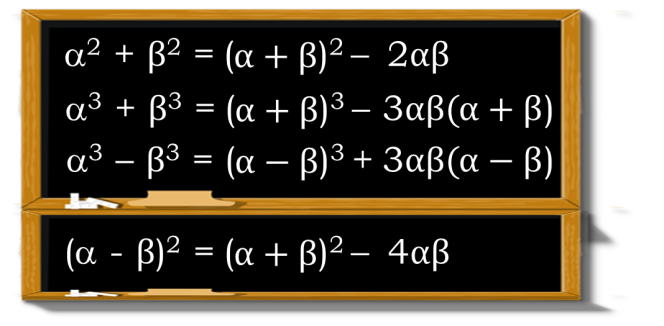 α² + β² = (α + β)² – 2αβ
α³ + β³ = (α + β)³ – 3αβ(α + β)
α³ – β³ = (α – β)³ + 3αβ(α – β)
(α - β)² = (α + β)² – 4αβ